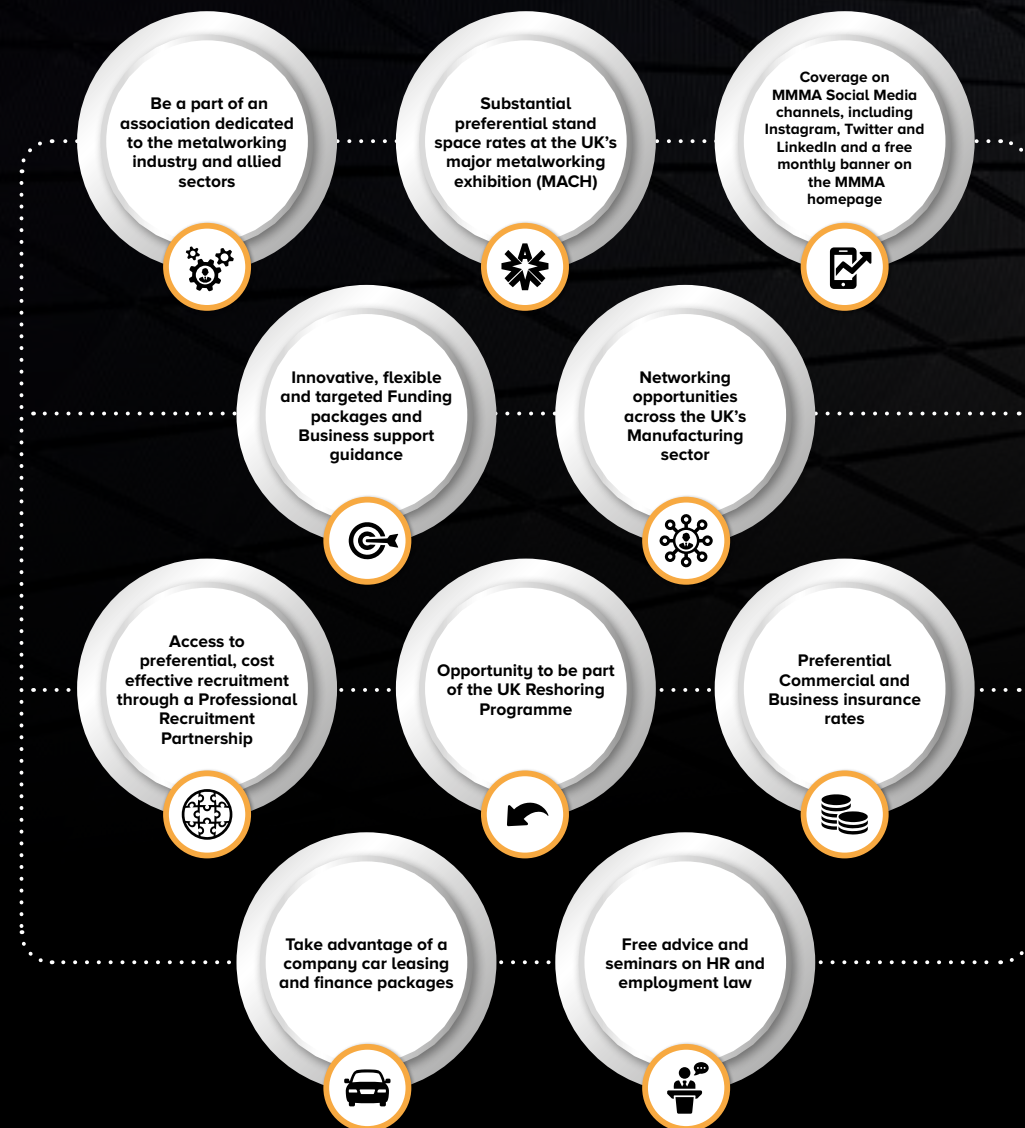 Be a part of an
association dedicated
to the metalworking
industry and allied
sectors
Substantial
preferential stand
space rates at the UK's
major metalworking
exhibition (MACH)
Coverage on
MMMA Social Media
channels, including
Instagram, Twitter and
LinkedIn and a free
monthly banner on
the MMMA
homepage
Innovative, flexible
and targeted Funding
packages and
Business support
guidance
Networking
opportunities
across the UK's
Manufacturing
sector
Access to
preferential, cost
effective recruitment
through a Professional
Recruitment
Partnership
Opportunity to be part
of the UK Reshoring
Programme
Preferential
Commercial and
Business insurance
rates
Take advantage of a
company car leasing
and finance packages
Free advice and
seminars on HR and
employment law